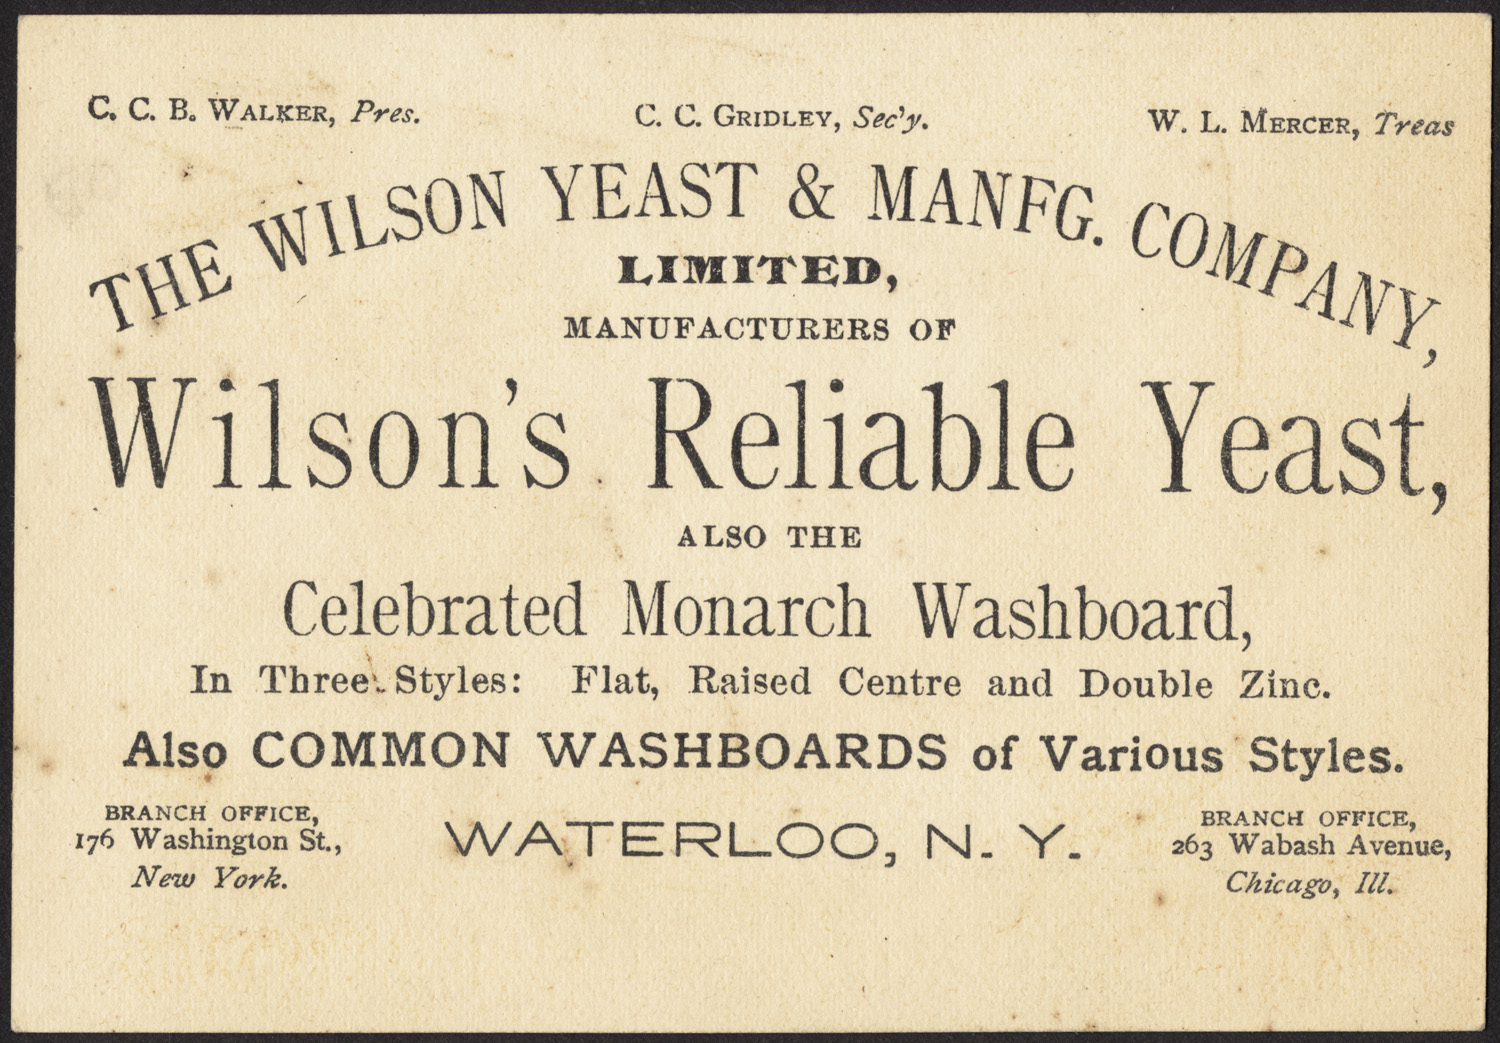 C. C. B. WALKER, Pres. C. C. GRIDLEY, Sec'y. W. L. MERCER, Treas
THE WILSON YEAST & MANFG. COMPANY,
LIMITED,
MANUFACTURERS OF
Wilson's Reliable Yeast,
ALSO THE
Celebrated Monarch Washboard,
In Three Styles: Flat, Raised Centre and Double Zinc.
Also COMMON WASHBOARDS of Various Styles.
BRANCH OFFICE,
176 Washington St.,
New York.
WATERLOO, N. Y.
BRANCH OFFICE,
263 Wabash Avenue,
Chicago, Ill.